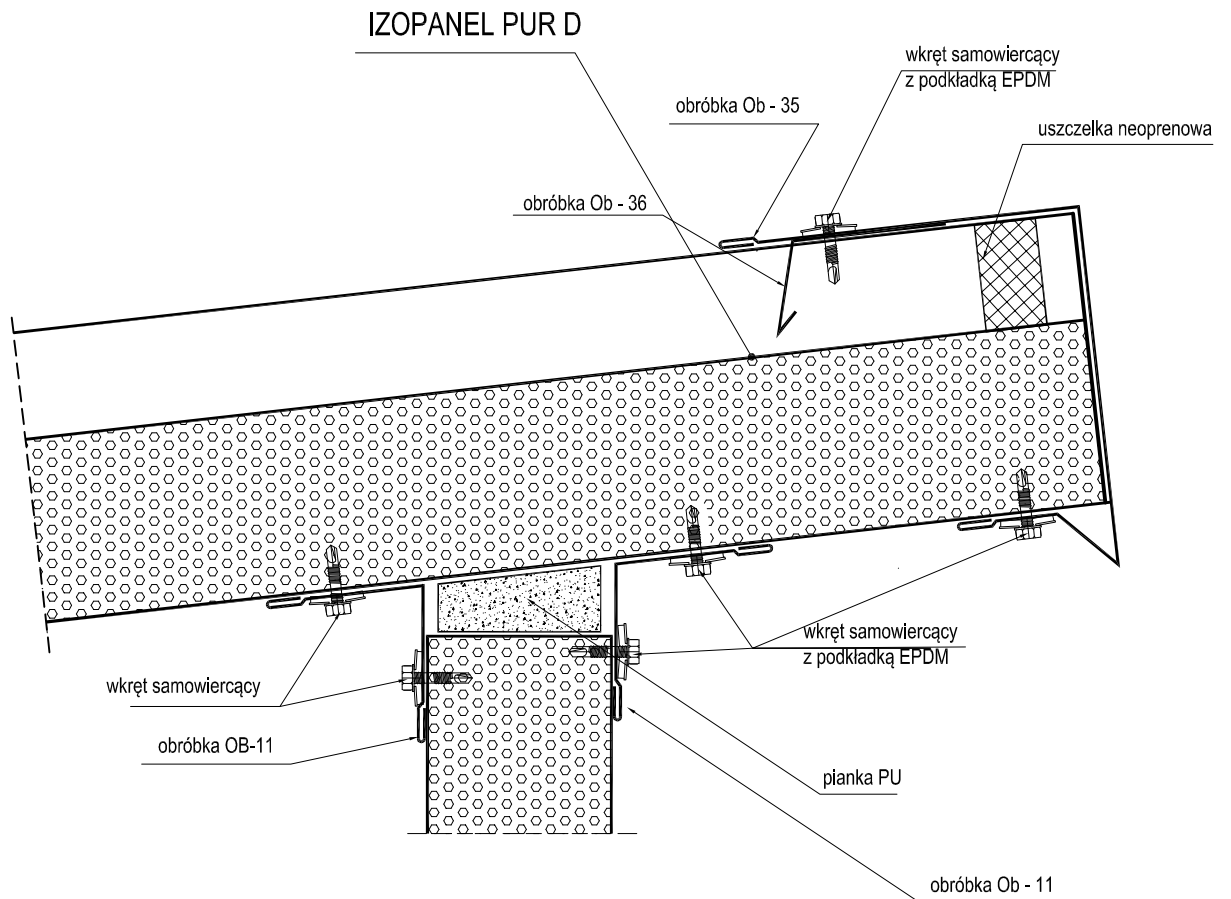 IZOPANEL PUR D
wkręt samowiercący
z podkładką EPDM
obróbka Ob - 35
uszczelka neoprenowa
obróbka Ob - 36
wkręt samowiercący
z podkładką EPDM
wkręt samowiercący
obróbka OB-11
pianka PU
obróbka Ob - 11